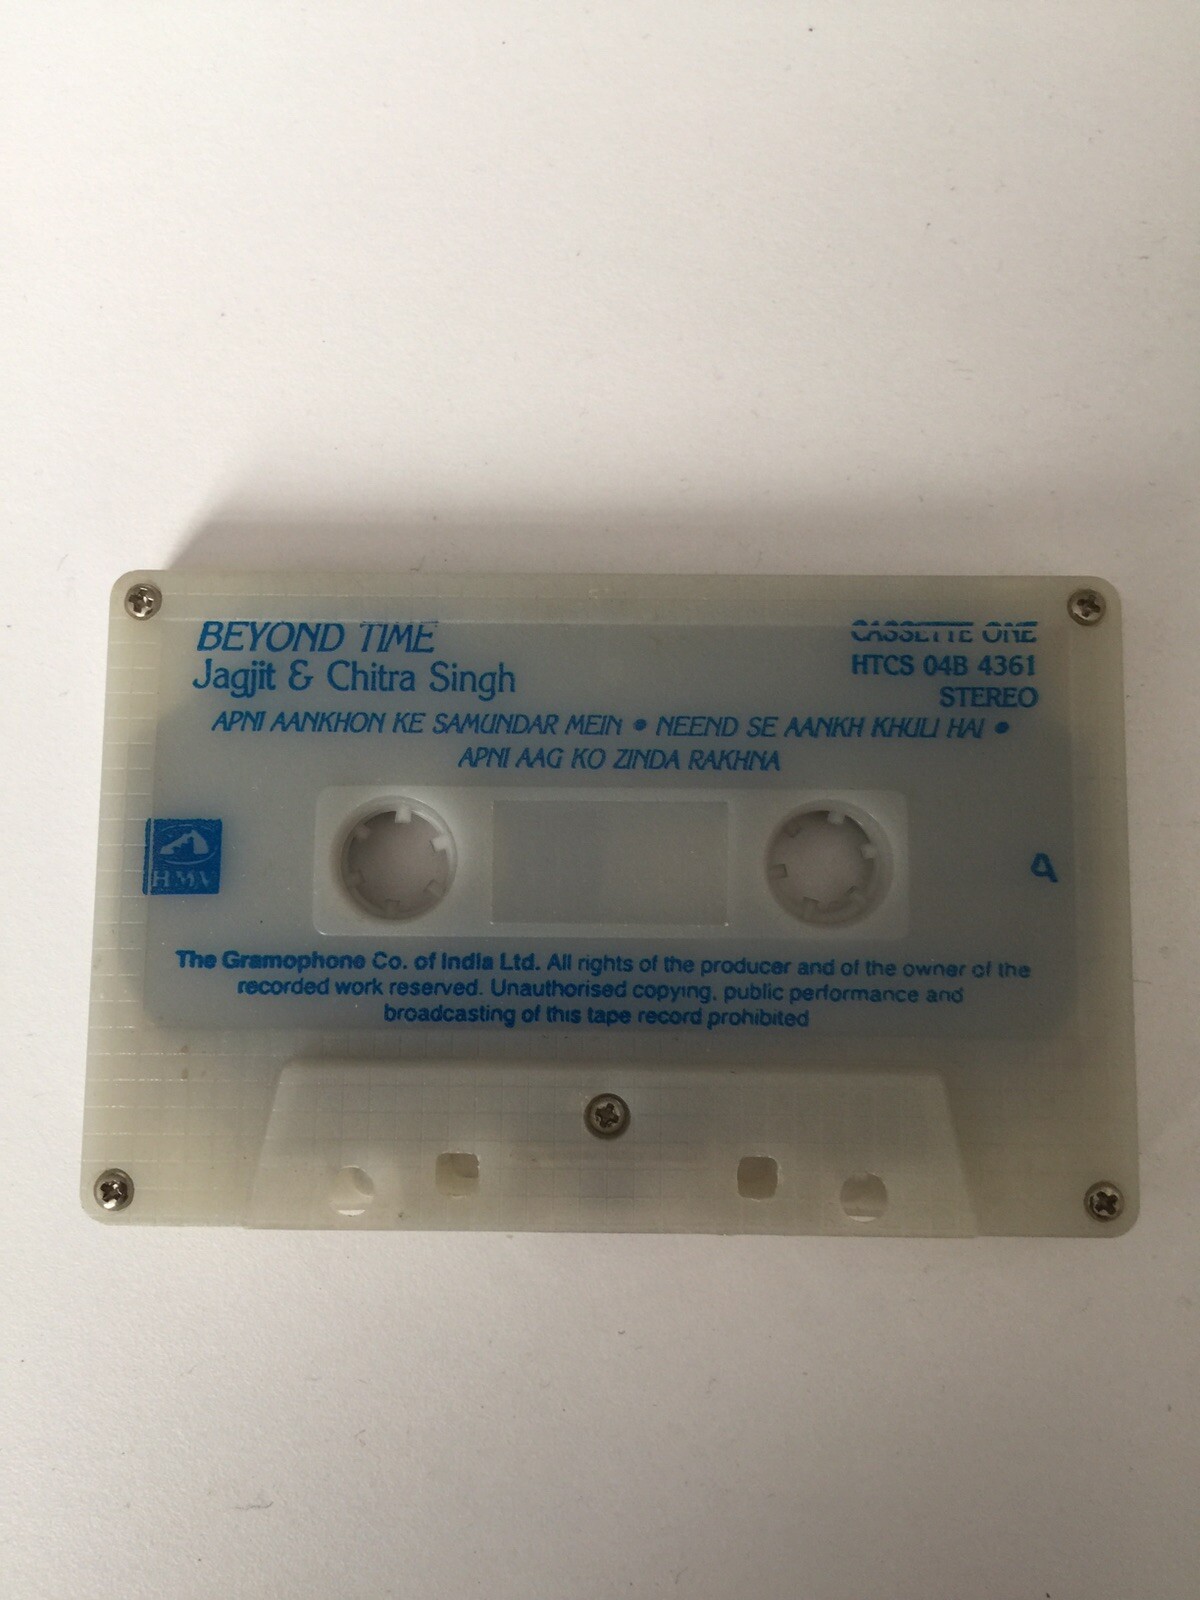 BEYOND TIME
Jagjit & Chitra Singh
CASSETTE ONE
HTCS 04B 4361
STEREO
APNI AANKHON KE SAMUNDAR MEIN • NEEND SE AANKH KHULI HAI •
APNI AAG KO ZINDA RAKHNA
HMV
A
The Gramophone Co. of India Ltd. All rights of the producer and of the owner of the
recorded work reserved. Unauthorised copying, public performance and
broadcasting of this tape record prohibited